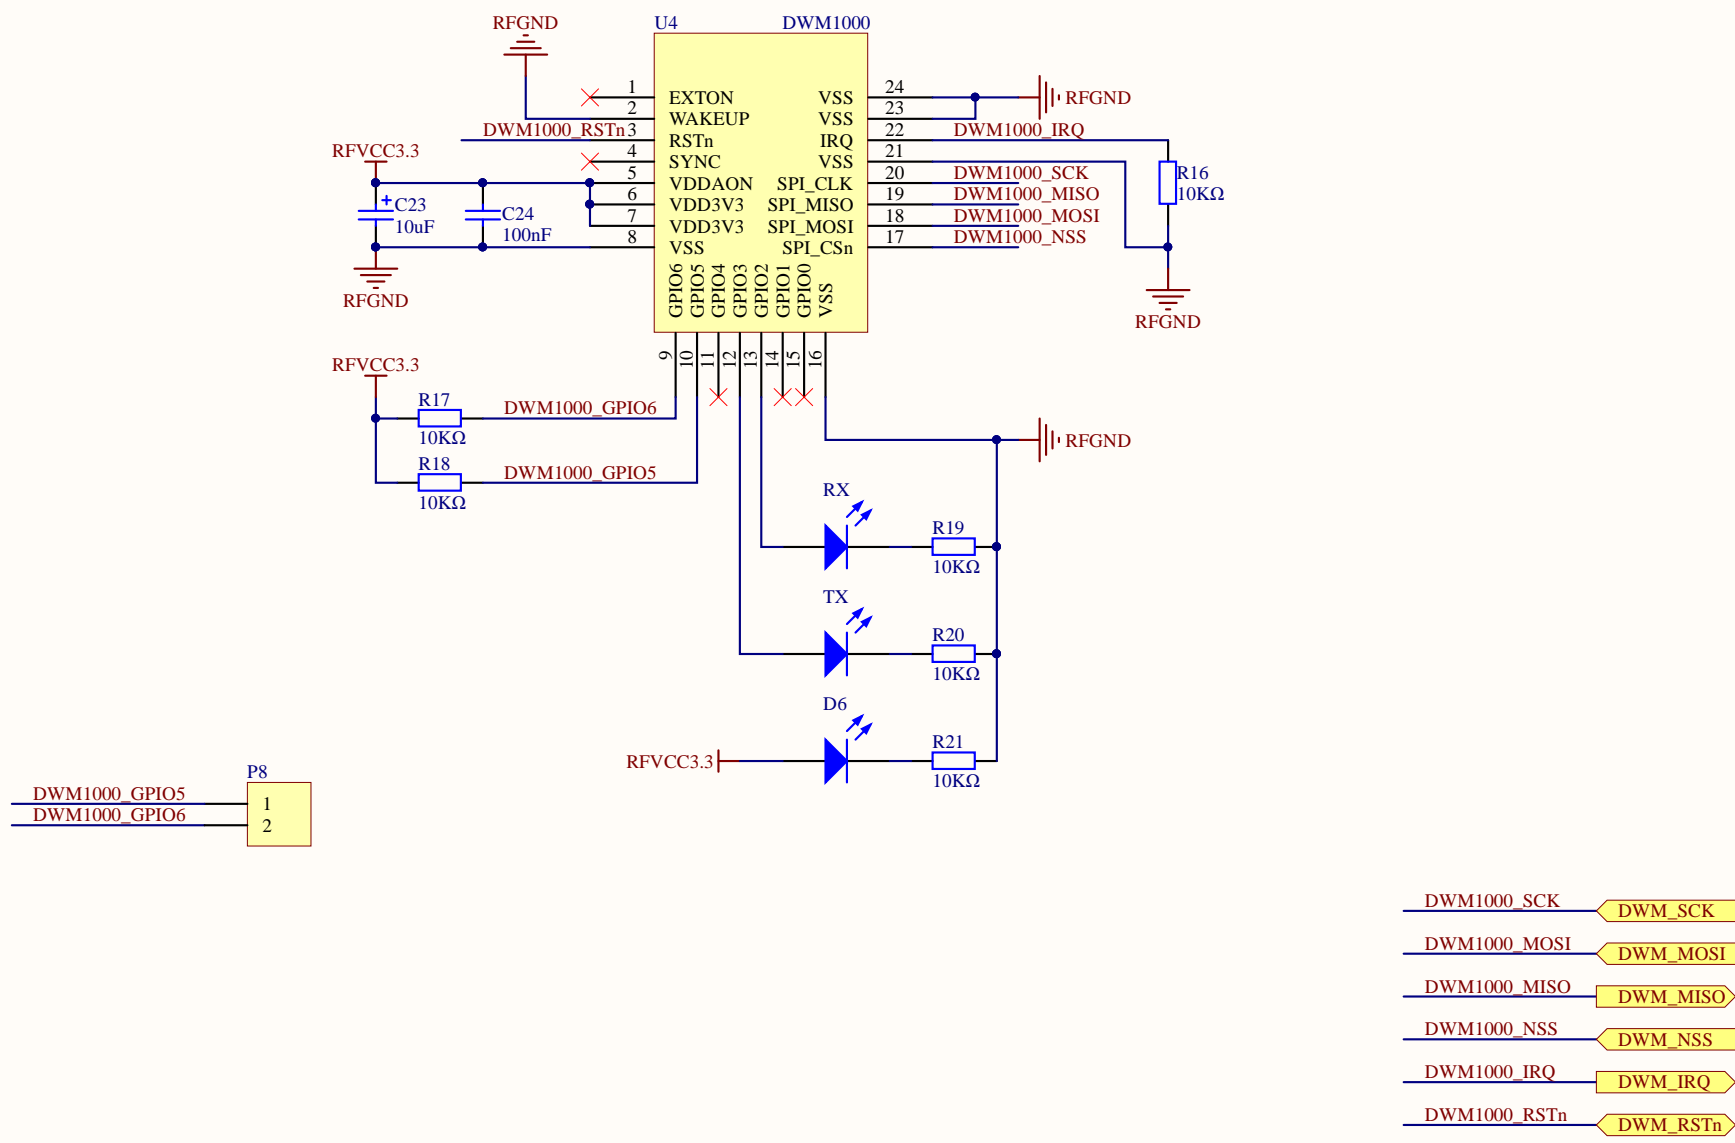 RFGND
U4 DWM1000
1 EXTON VSS 24 RFGND
2 WAKEUP VSS 23
DWM1000_RSTn 3 RSTn IRQ 22 DWM1000_IRQ
RFVCC3.3 4 SYNC VSS 21
5 VDDAON SPI_CLK 20 DWM1000_SCK R16
6 VDD3V3 SPI_MISO 19 DWM1000_MISO 10KΩ
+ C23 C24 7 VDD3V3 SPI_MOSI 18 DWM1000_MOSI
10uF 100nF 8 VSS SPI_CSn 17 DWM1000_NSS
GPIO6 GPIO5 GPIO4 GPIO3 GPIO2 GPIO1 GPIO0 VSS
RFGND RFGND
9 10 11 12 13 14 15 16
RFVCC3.3
R17 DWM1000_GPIO6
10KΩ
RFGND
R18 DWM1000_GPIO5
10KΩ
RX
R19
10KΩ
TX
R20
10KΩ
D6
R21
RFVCC3.3
10KΩ
P8
DWM1000_GPIO5 1
DWM1000_GPIO6 2
DWM1000_SCK DWM_SCK
DWM1000_MOSI DWM_MOSI
DWM1000_MISO DWM_MISO
DWM1000_NSS DWM_NSS
DWM1000_IRQ DWM_IRQ
DWM1000_RSTn DWM_RSTn